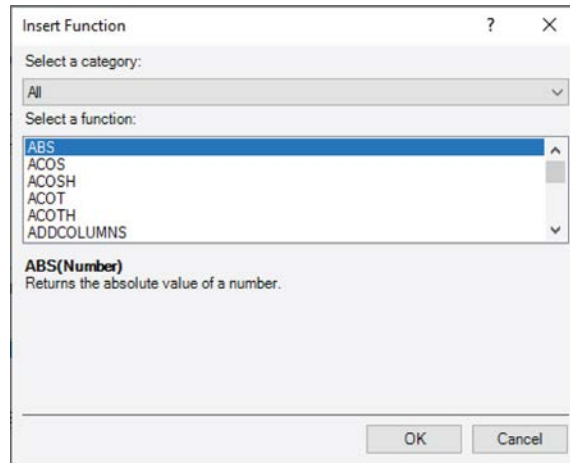 Insert Function ? ×
Select a category:
All
Select a function:
ABS
ACOS
ACOSH
ACOT
ACOTH
ADDCOLUMNS
ABS(Number)
Returns the absolute value of a number.
OK Cancel